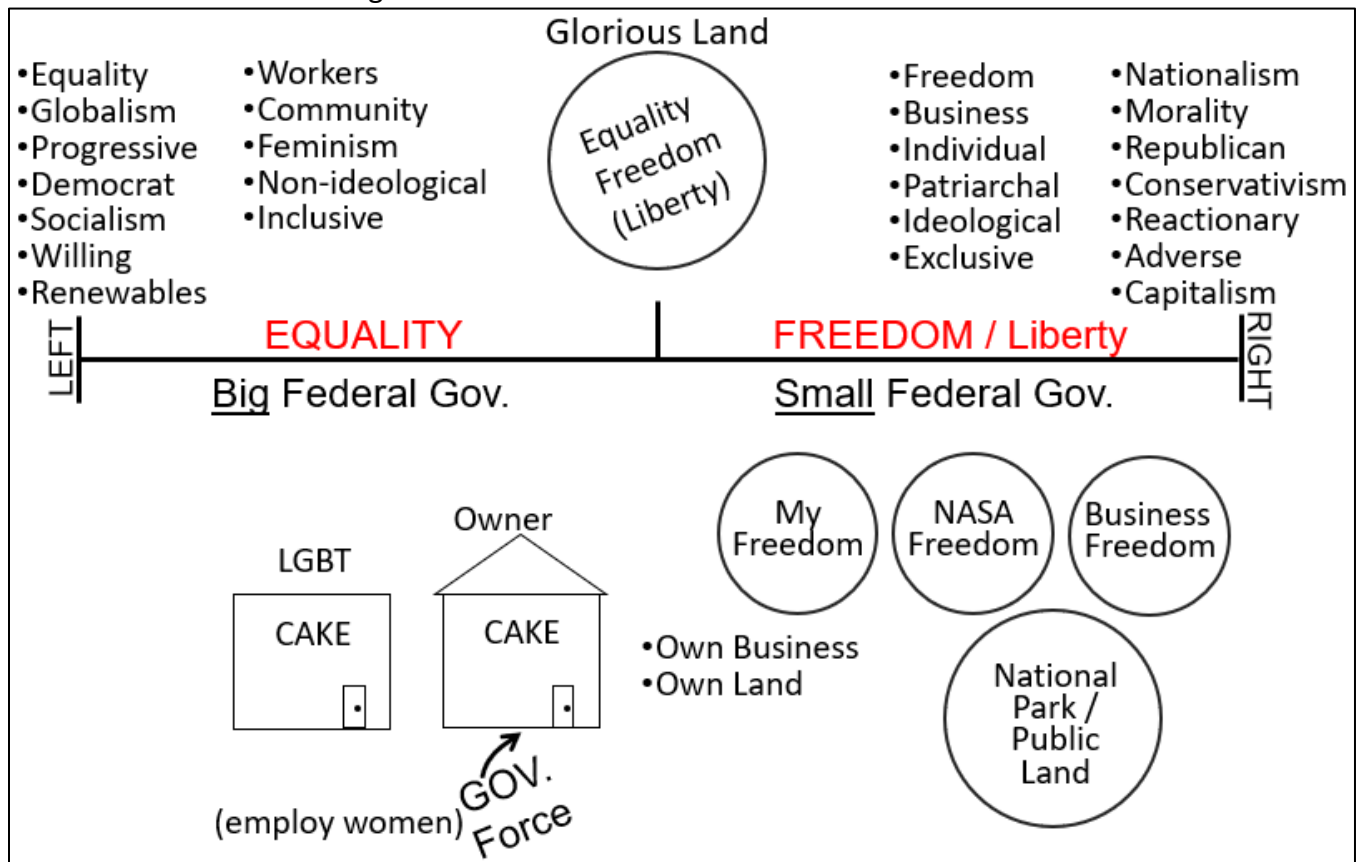 Glorious Land
•Equality
•Globalism
•Progressive
•Democrat
•Socialism
•Willing
•Renewables
•Workers
•Community
•Feminism
•Non-ideological
•Inclusive
Equality
Freedom
(Liberty)
•Freedom
•Business
•Individual
•Patriarchal
•Ideological
•Exclusive
•Nationalism
•Morality
•Republican
•Conservativism
•Reactionary
•Adverse
•Capitalism
LEFT
EQUALITY
FREEDOM / Liberty
RIGHT
Big Federal Gov.
Small Federal Gov.
LGBT
CAKE
Owner
CAKE
GOV.
Force
(employ women)
•Own Business
•Own Land
My
Freedom
NASA
Freedom
Business
Freedom
National
Park /
Public
Land